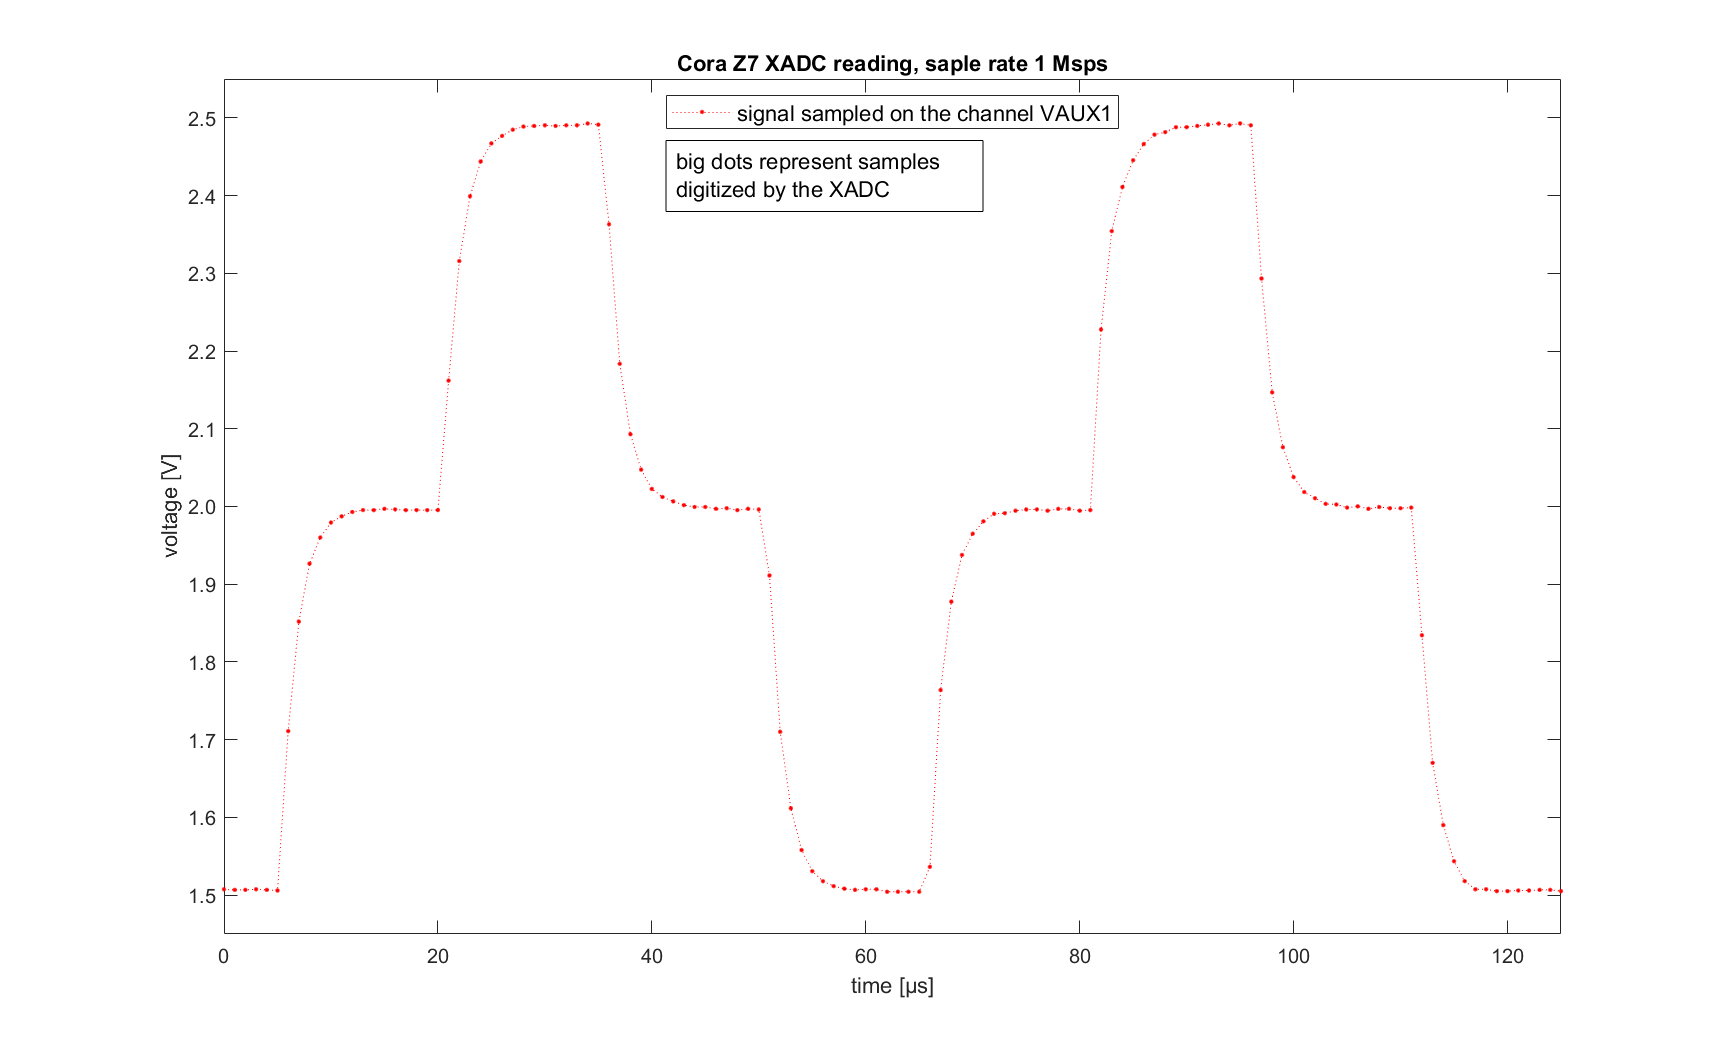 Cora Z7 XADC reading, saple rate 1 Msps
signal sampled on the channel VAUX1
big dots represent samples
digitized by the XADC
2.5
2.4
2.3
2.2
2.1
2.0
1.9
1.8
1.7
1.6
1.5
voltage [V]
0 20 40 60 80 100 120
time [µs]